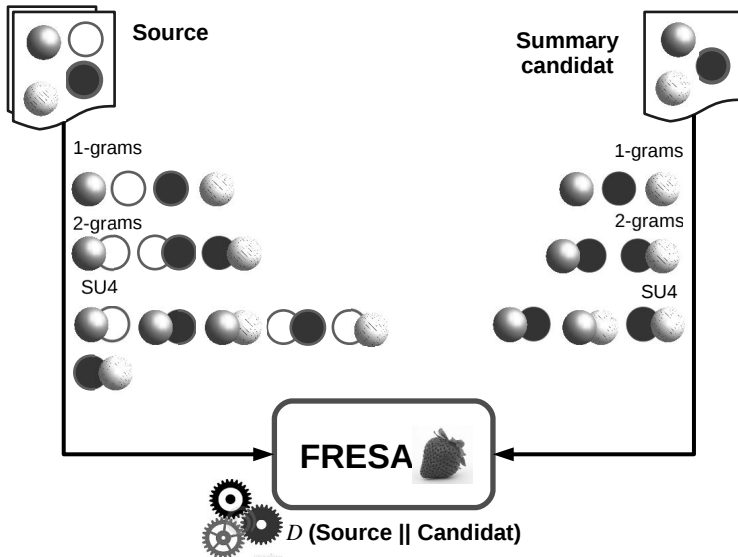 Source
Summary
candidat
1-grams
1-grams
2-grams
2-grams
SU4
SU4
FRESA
D (Source || Candidat)